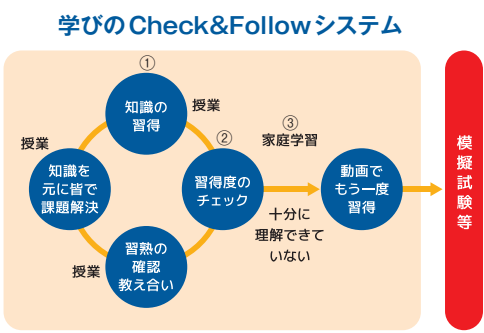 学びのCheck&Followシステム
①
知識の
習得
授業
②
習得度の
チェック
③
家庭学習
十分に
理解できて
いない
動画で
もう一度
習得
授業
知識を
元に皆で
課題解決
習熟の
確認
教え合い
授業
模擬試験等